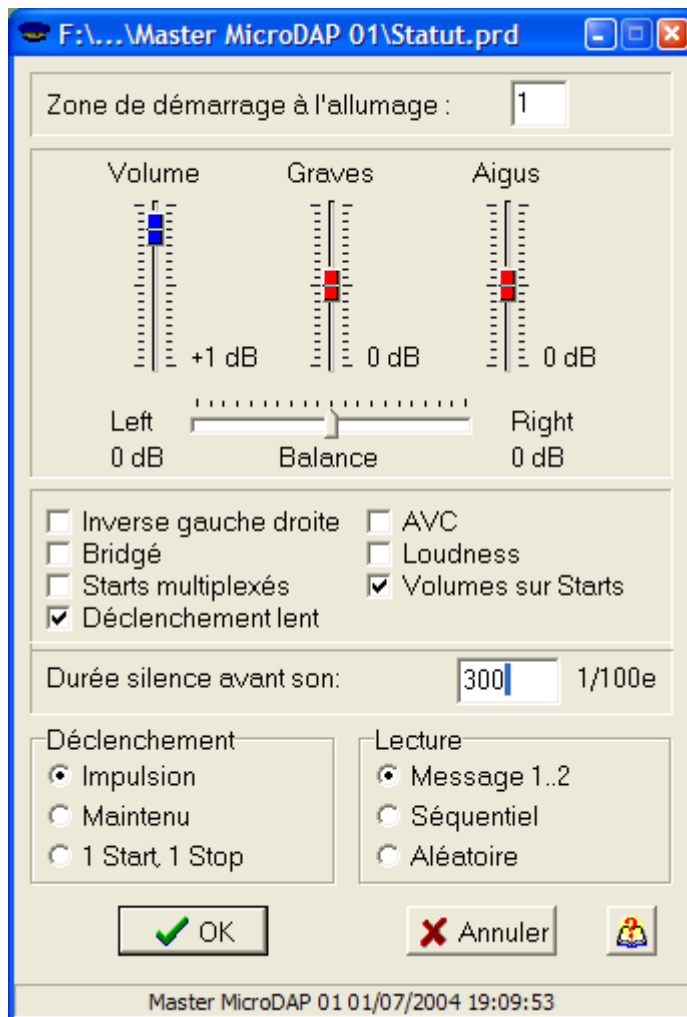 F:\...\Master MicroDAP 01\Statut.prd
Zone de démarrage à l'allumage : 1
Volume Graves Aigus
+1 dB 0 dB 0 dB
Left Right
0 dB Balance 0 dB
Inverse gauche droite AVC
Bridgé Loudness
Starts multiplexés Volumes sur Starts
Déclenchement lent
Durée silence avant son: 300 1/100e
Déclenchement Lecture
Impulsion Message 1..2
Maintenu Séquentiel
1 Start, 1 Stop Aléatoire
OK Annuler
Master MicroDAP 01 01/07/2004 19:09:53